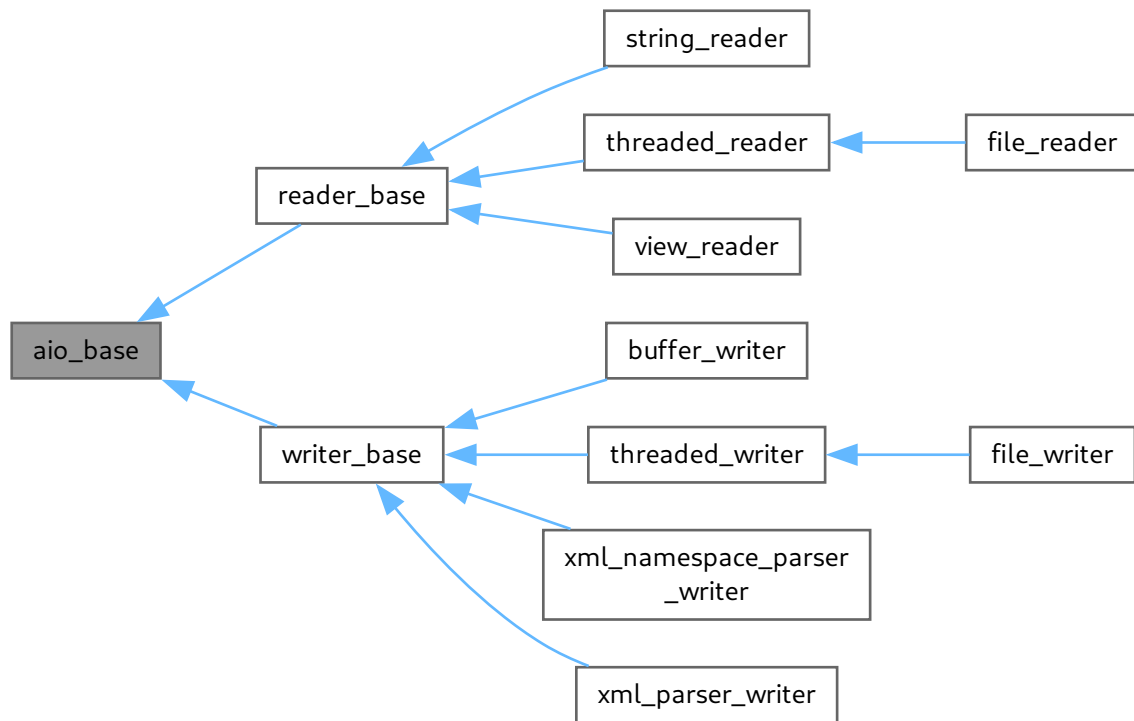 string_reader
threaded_reader
file_reader
reader_base
view_reader
aio_base
buffer_writer
writer_base
threaded_writer
file_writer
xml_namespace_parser
_writer
xml_parser_writer